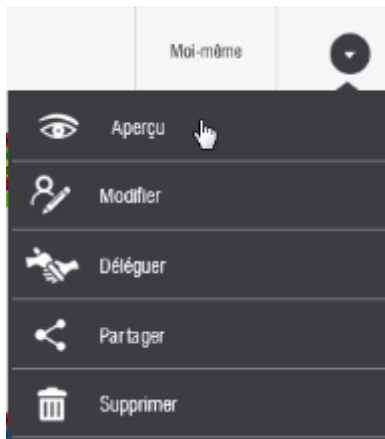 Moi-même
Aperçu
Modifier
Déléguer
Partager
Supprimer